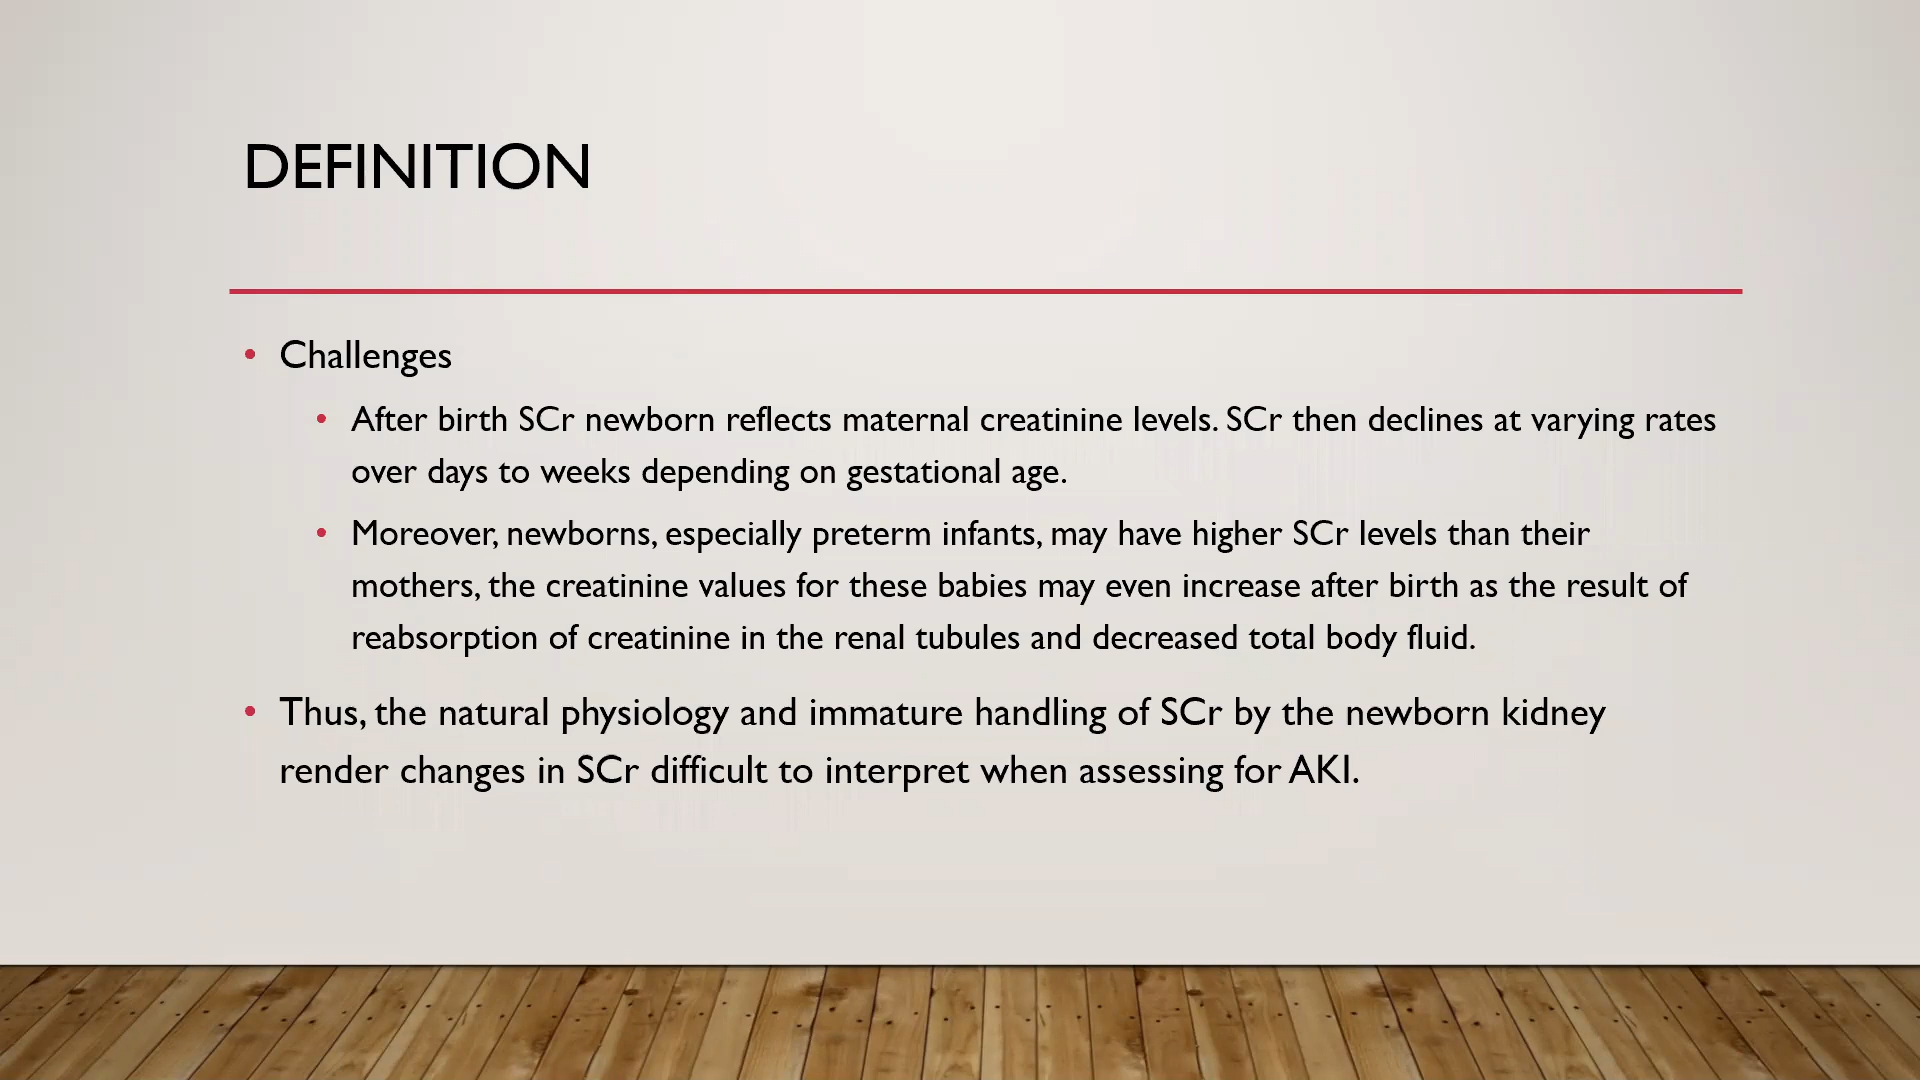 DEFINITION
• Challenges
• After birth SCr newborn reflects maternal creatinine levels. SCr then declines at varying rates
over days to weeks depending on gestational age.
• Moreover, newborns, especially preterm infants, may have higher SCr levels than their
mothers, the creatinine values for these babies may even increase after birth as the result of
reabsorption of creatinine in the renal tubules and decreased total body fluid.
• Thus, the natural physiology and immature handling of SCr by the newborn kidney
render changes in SCr difficult to interpret when assessing for AKI.